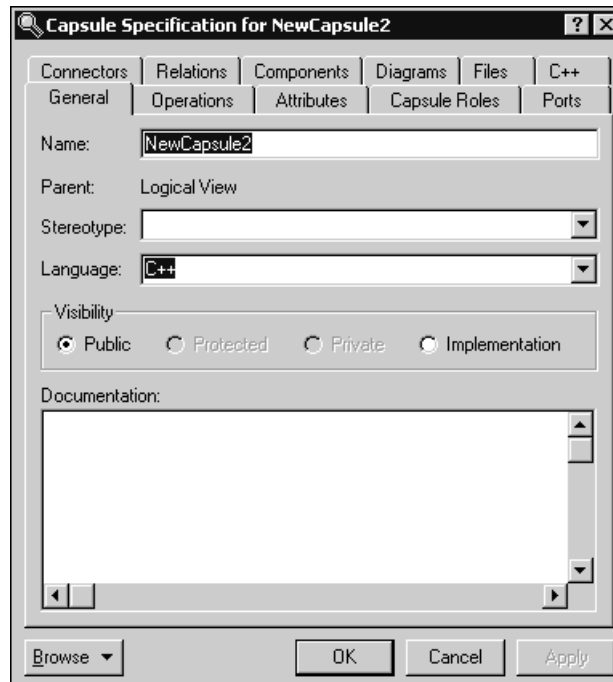 Capsule Specification for NewCapsule2
Connectors Relations Components Diagrams Files C++
General Operations Attributes Capsule Roles Ports
Name: NewCapsule2
Parent: Logical View
Stereotype:
Language: C++
Visibility
Public Protected Private Implementation
Documentation:
Browse OK Cancel Apply